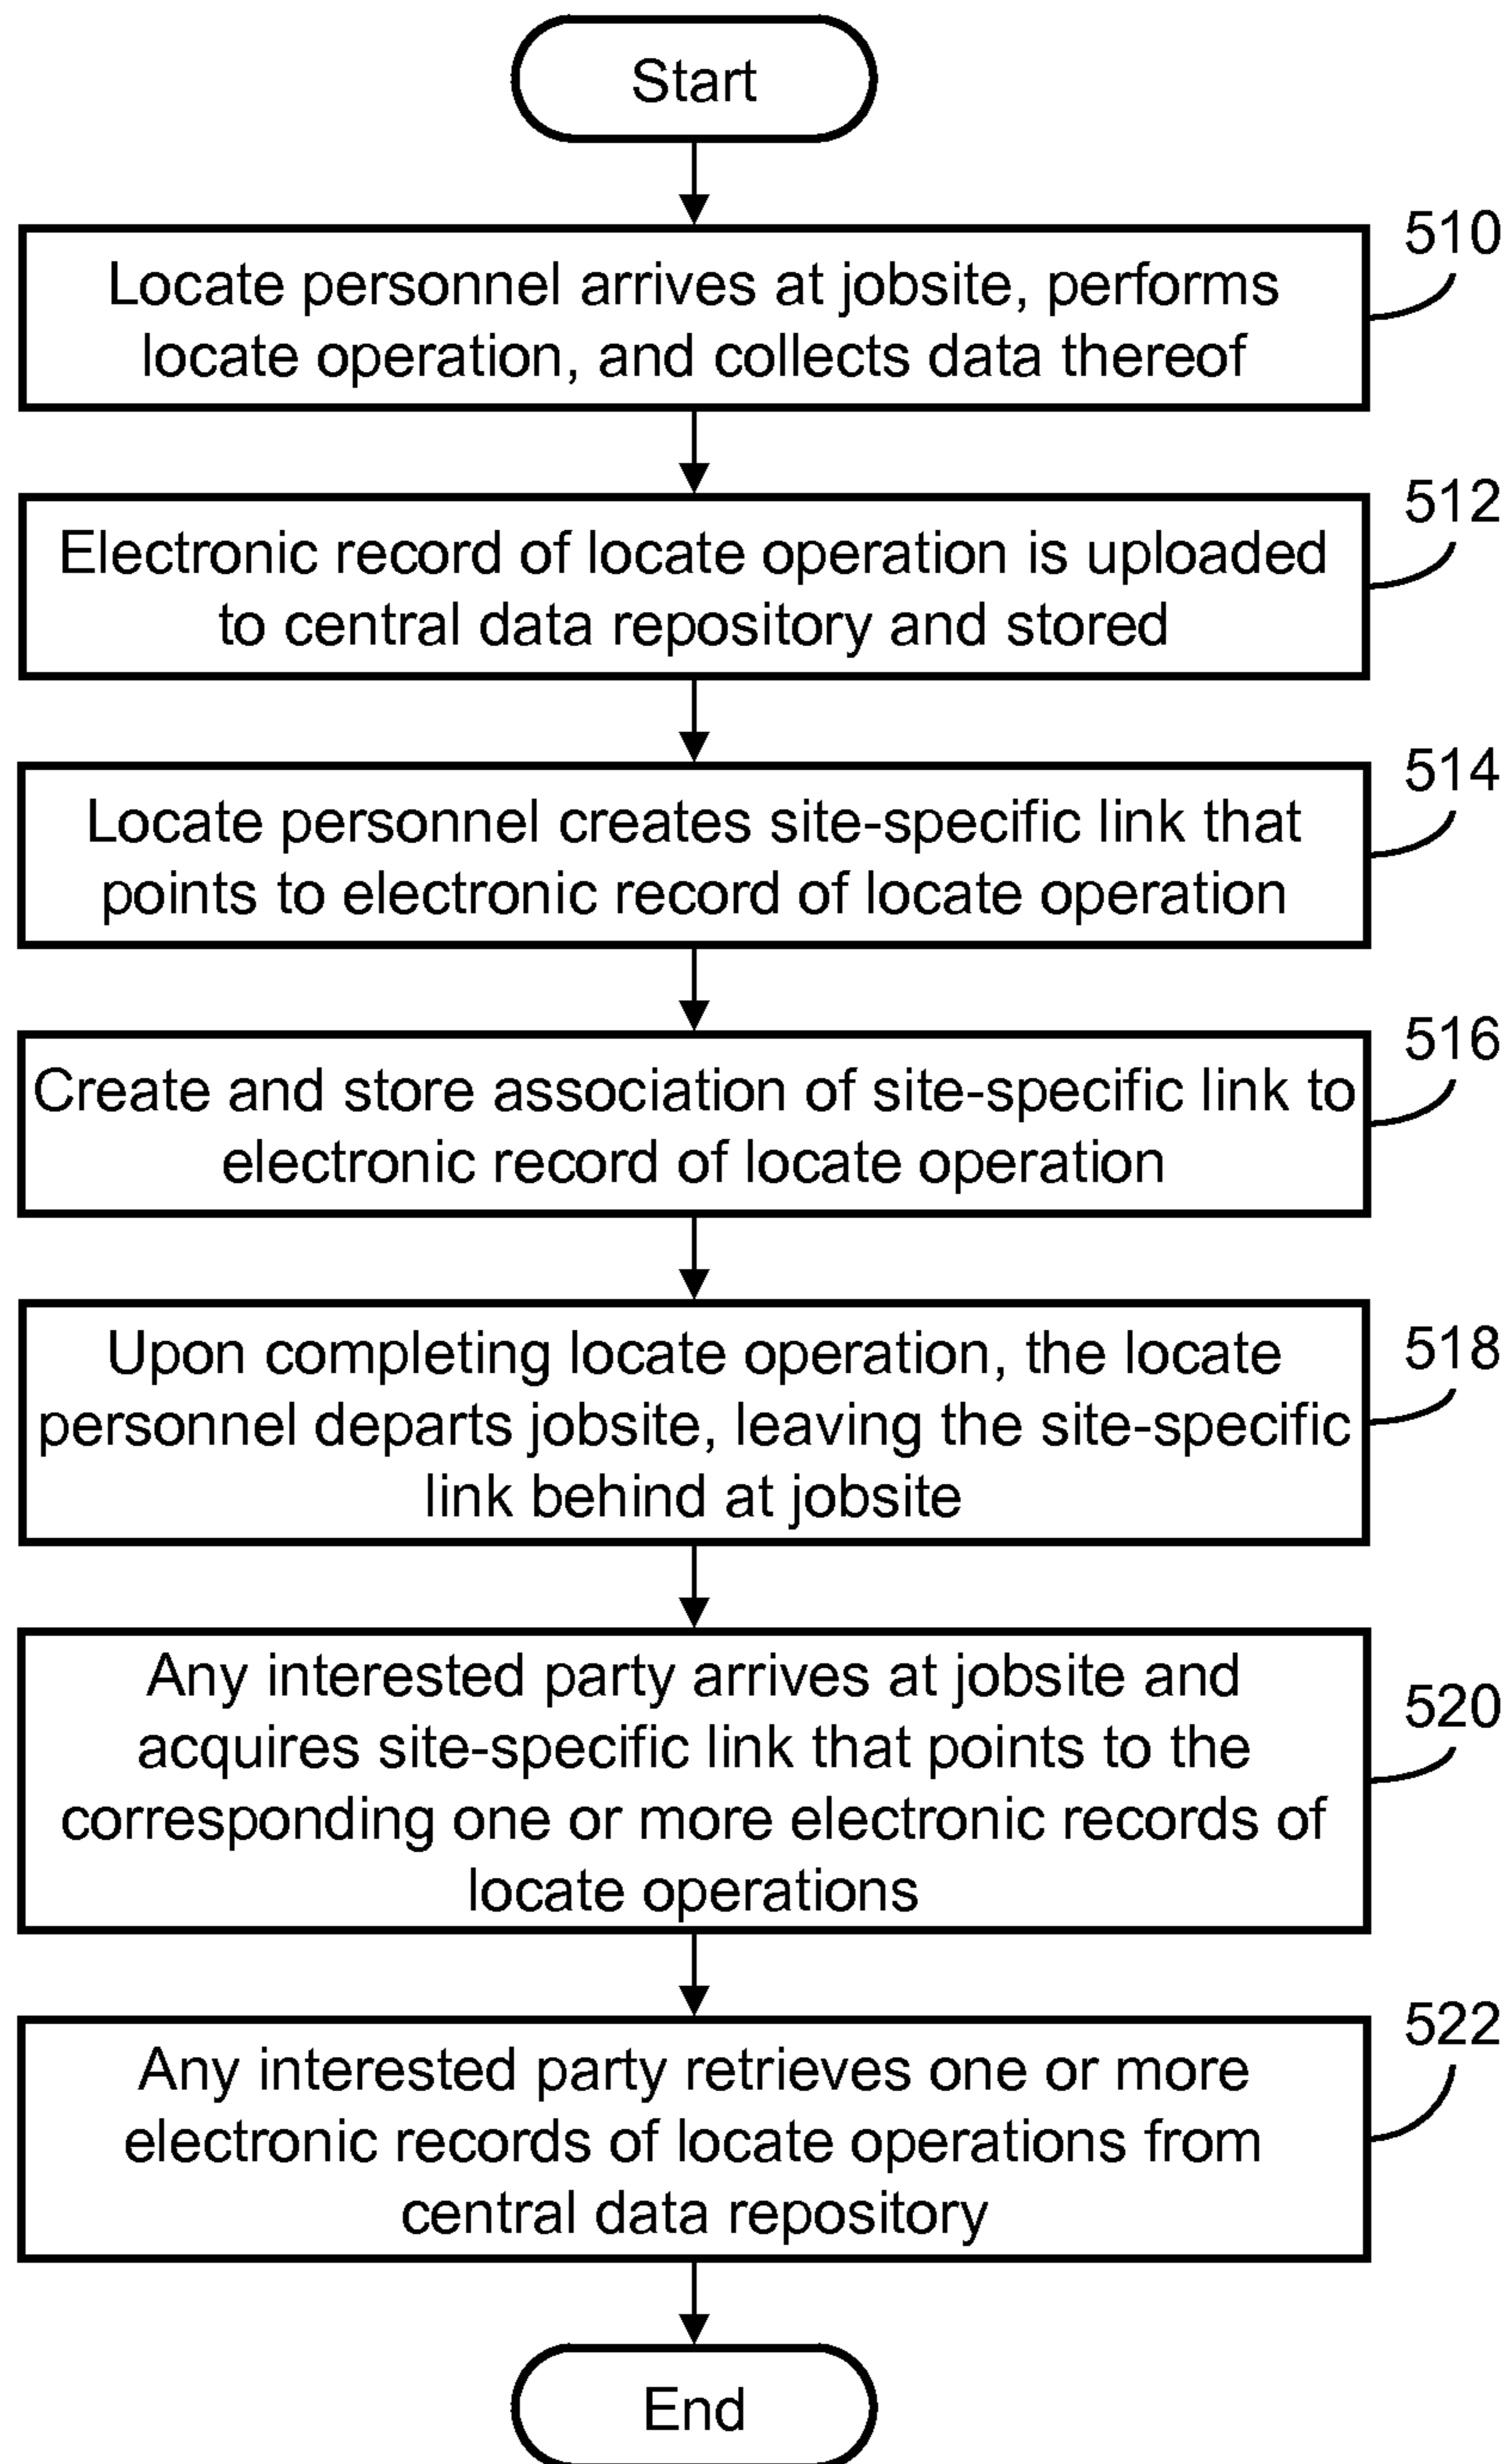 Start
510
Locate personnel arrives at jobsite, performs
locate operation, and collects data thereof
512
Electronic record of locate operation is uploaded
to central data repository and stored
514
Locate personnel creates site-specific link that
points to electronic record of locate operation
516
Create and store association of site-specific link to
electronic record of locate operation
518
Upon completing locate operation, the locate
personnel departs jobsite, leaving the site-specific
link behind at jobsite
520
Any interested party arrives at jobsite and
acquires site-specific link that points to the
corresponding one or more electronic records of
locate operations
522
Any interested party retrieves one or more
electronic records of locate operations from
central data repository
End